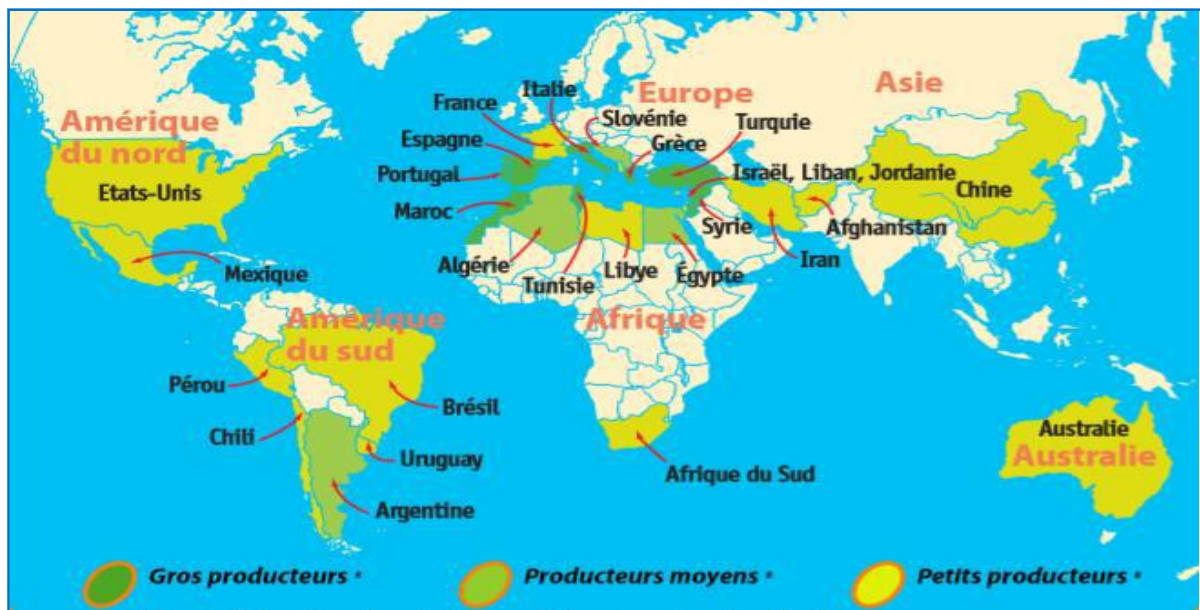 Italie
Europe
Asie
France
Slovénie
Amérique
du nord
Espagne
Grèce
Turquie
Portugal
Israël, Liban, Jordanie
Etats-Unis
Chine
Maroc
Syrie
Afghanistan
Algérie
Tunisie
Libye
Égypte
Iran
Mexique
Amérique
du sud
Afrique
Pérou
Brésil
Chili
Uruguay
Australie
Australie
Afrique du Sud
Argentine
Gros producteurs
Producteurs moyens
Petits producteurs